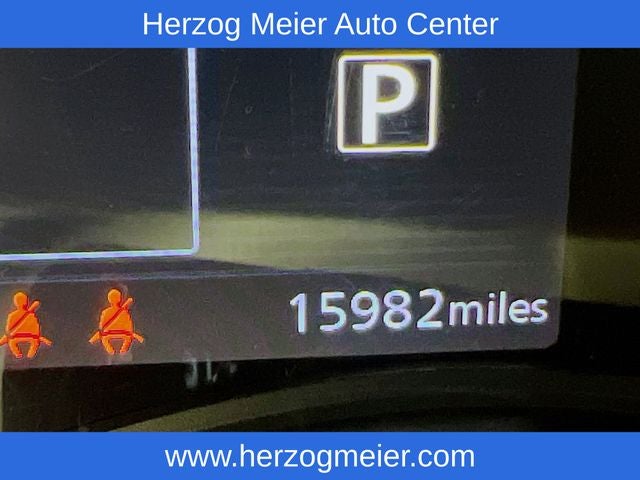 Herzog Meier Auto Center
P
15982miles
www.herzogmeier.com